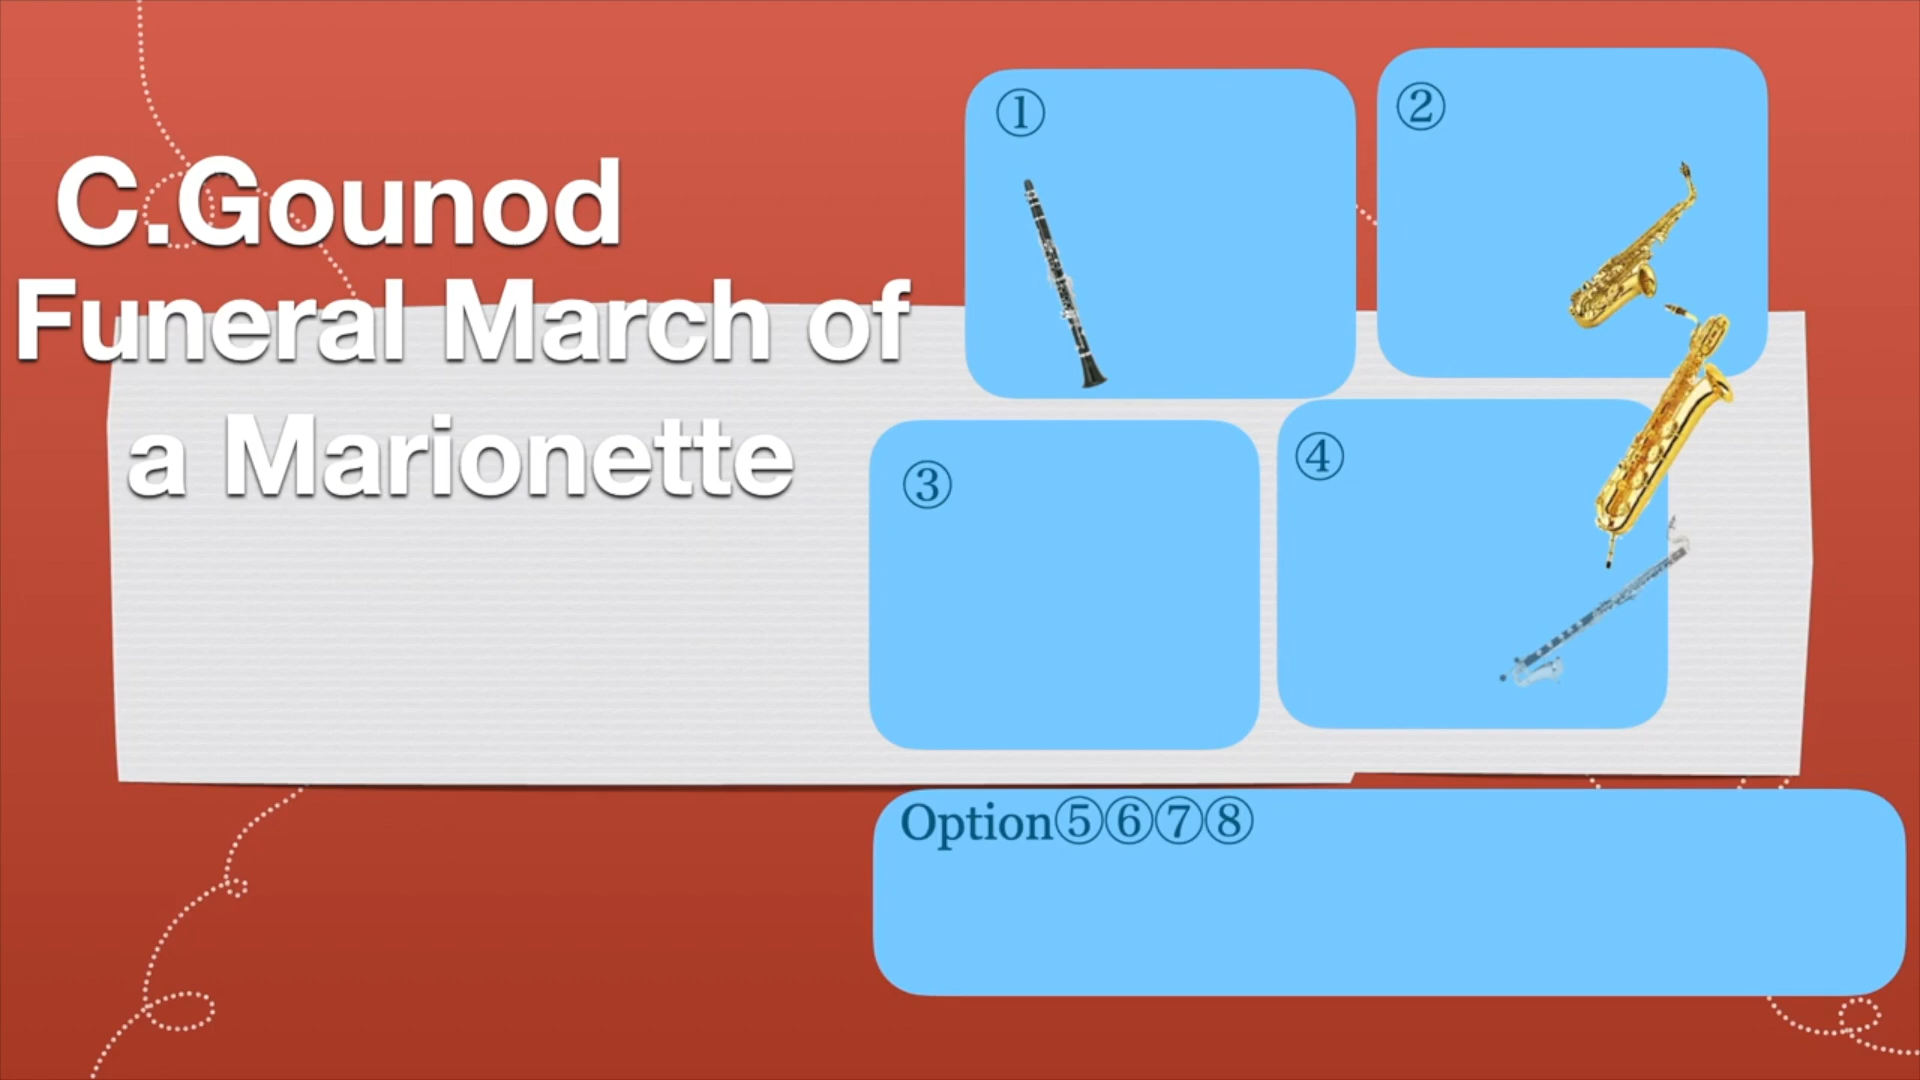 C.Gounod
Funeral March of
a Marionette
①
②
③
④
Option⑤⑥⑦⑧